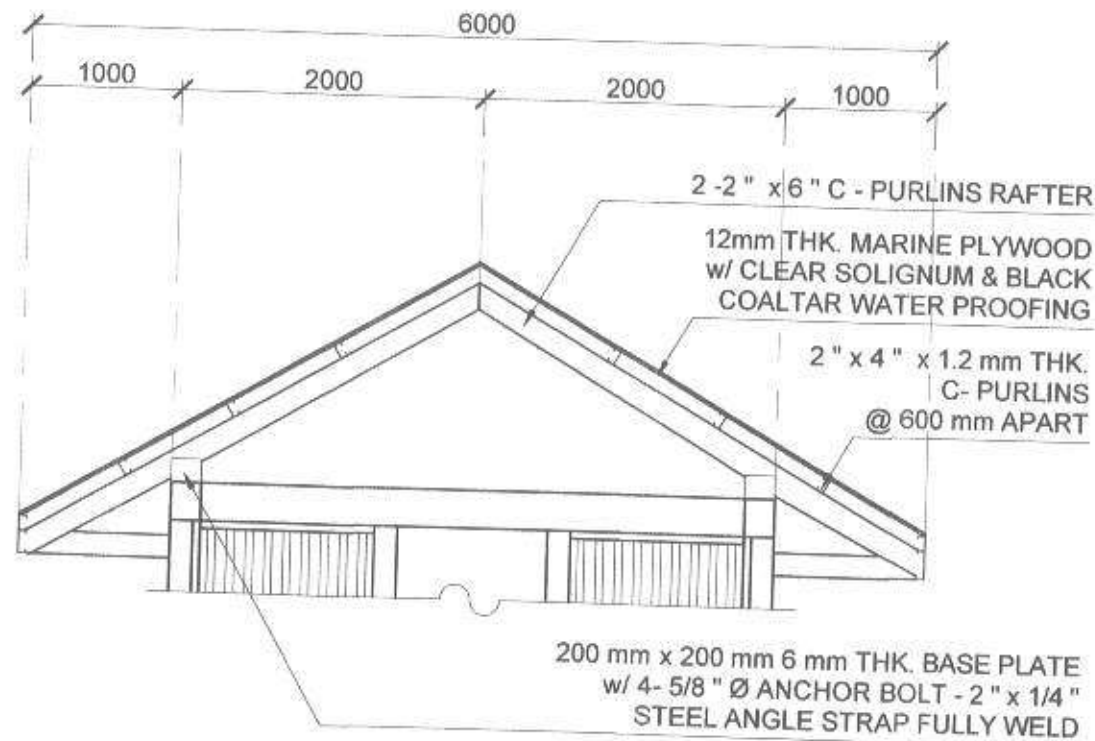 6000
1000 2000 2000 1000
2 -2 " x 6 " C - PURLINS RAFTER
12mm THK. MARINE PLYWOOD
w/ CLEAR SOLIGNUM & BLACK
COALTAR WATER PROOFING
2 " x 4 " x 1.2 mm THK.
C- PURLINS
@ 600 mm APART
200 mm x 200 mm 6 mm THK. BASE PLATE
w/ 4- 5/8 " Ø ANCHOR BOLT - 2 " x 1/4 "
STEEL ANGLE STRAP FULLY WELD